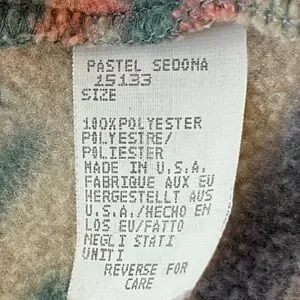 PASTEL SEDONA
15133
SIZE
100%POLYESTER
POLYESTRE/
POLIESTER
MADE IN U.S.A.
FABRIQUE AUX EU
HERGESTELLT AUS
U.S.A./HECHO EN
LOS EU/FATTO
NEGLI STATI
UNITI
REVERSE FOR
CARE